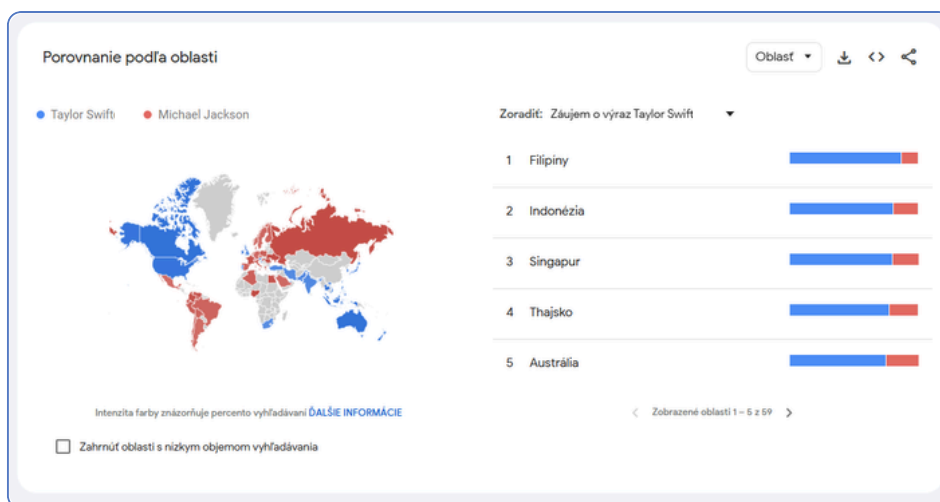 Porovnanie podľa oblasti
Oblasť
Taylor Swift
Michael Jackson
Zoradiť: Záujem o výraz Taylor Swift
1 Filipíny
2 Indonézia
3 Singapur
4 Thajsko
5 Austrália
Intenzita farby znázorňuje percento vyhľadávaní ĎALŠIE INFORMÁCIE
Zobrazené oblasti 1 – 5 z 59
Zahrnúť oblasti s nízkym objemom vyhľadávania